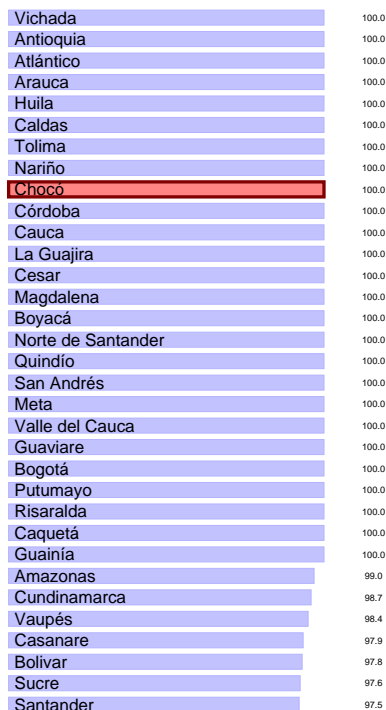 Vichada 100.0
Antioquia 100.0
Atlántico 100.0
Arauca 100.0
Huila 100.0
Caldas 100.0
Tolima 100.0
Nariño 100.0
Chocó 100.0
Córdoba 100.0
Cauca 100.0
La Guajira 100.0
Cesar 100.0
Magdalena 100.0
Boyacá 100.0
Norte de Santander 100.0
Quindío 100.0
San Andrés 100.0
Meta 100.0
Valle del Cauca 100.0
Guaviare 100.0
Bogotá 100.0
Putumayo 100.0
Risaralda 100.0
Caquetá 100.0
Guainía 100.0
Amazonas 99.0
Cundinamarca 98.7
Vaupés 98.4
Casanare 97.9
Bolivar 97.8
Sucre 97.6
Santander 97.5